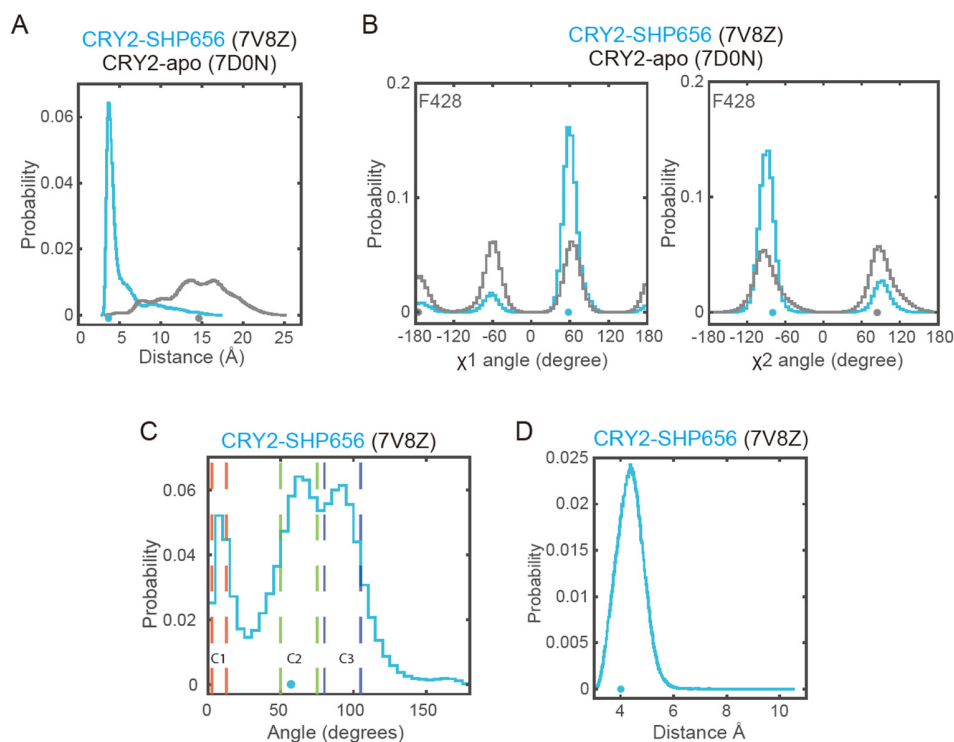 A
CRY2-SHP656 (7V8Z)
CRY2-apo (7D0N)
Probability
0.06
0.04
0.02
0
0 5 10 15 20 25
Distance (Å)
B
CRY2-SHP656 (7V8Z)
CRY2-apo (7D0N)
Probability
0.2
0.1
0
F428
-180 -120 -60 0 60 120 180
χ1 angle (degree)
Probability
0.2
0.1
0
F428
-180 -120 -60 0 60 120 180
χ2 angle (degree)
C
CRY2-SHP656 (7V8Z)
Probability
0.06
0.04
0.02
0
C1 C2 C3
0 50 100 150
Angle (degrees)
D
CRY2-SHP656 (7V8Z)
Probability
0.025
0.02
0.015
0.01
0.005
0
4 6 8 10
Distance Å